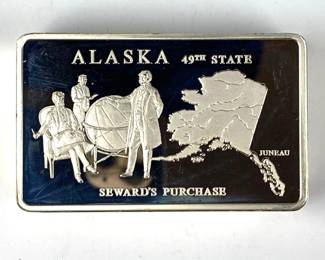 ALASKA 49TH STATE
JUNEAU
SEWARD'S PURCHASE